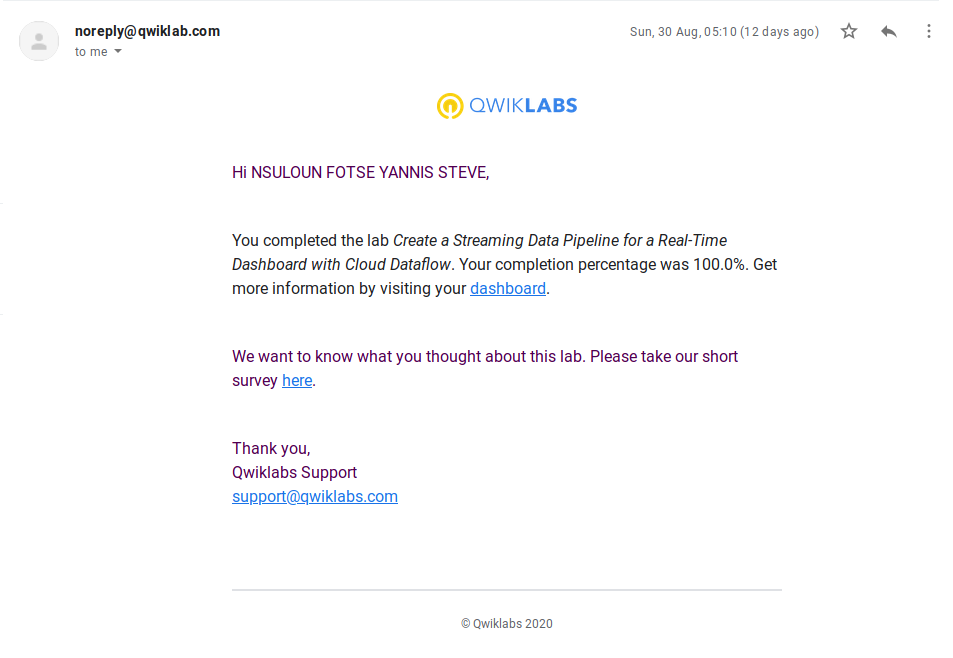 noreply@qwiklab.com
Sun, 30 Aug, 05:10 (12 days ago)
to me
QWIKLABS
Hi NSULOUN FOTSE YANNIS STEVE,
You completed the lab Create a Streaming Data Pipeline for a Real-Time
Dashboard with Cloud Dataflow. Your completion percentage was 100.0%. Get
more information by visiting your dashboard.
We want to know what you thought about this lab. Please take our short
survey here.
Thank you,
Qwiklabs Support
support@qwiklabs.com
© Qwiklabs 2020